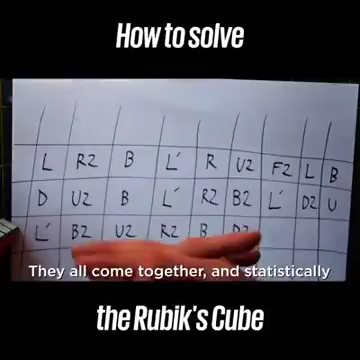 How to solve
L R2 B L' R U2 F2 L B
D U2 B L' R2 B2 L' D2 U
L' B2 U2 R2 B D2
They all come together, and statistically
the Rubik's Cube